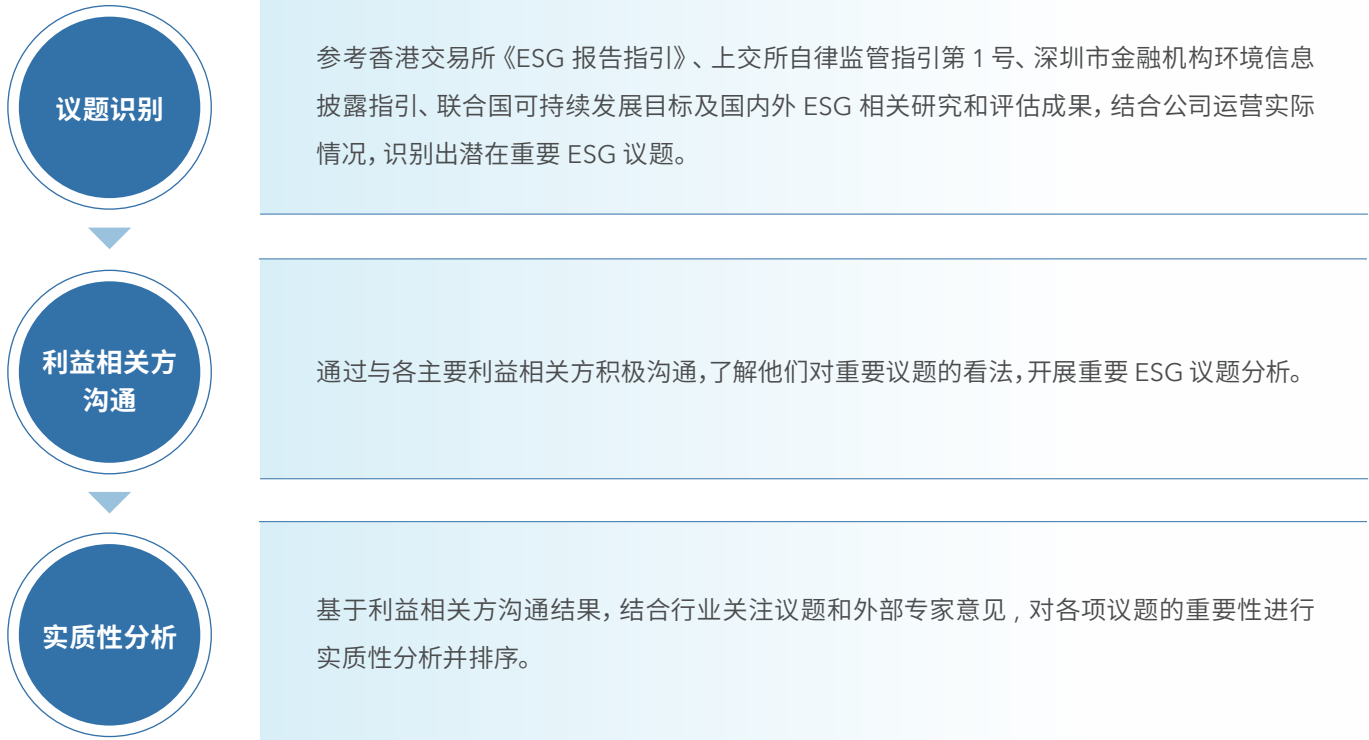 议题识别
参考香港交易所《ESG 报告指引》、上交所自律监管指引第 1 号、深圳市金融机构环境信息
披露指引、联合国可持续发展目标及国内外 ESG 相关研究和评估成果，结合公司运营实际
情况，识别出潜在重要 ESG 议题。
利益相关方
沟通
通过与各主要利益相关方积极沟通，了解他们对重要议题的看法，开展重要 ESG 议题分析。
实质性分析
基于利益相关方沟通结果，结合行业关注议题和外部专家意见 , 对各项议题的重要性进行
实质性分析并排序。